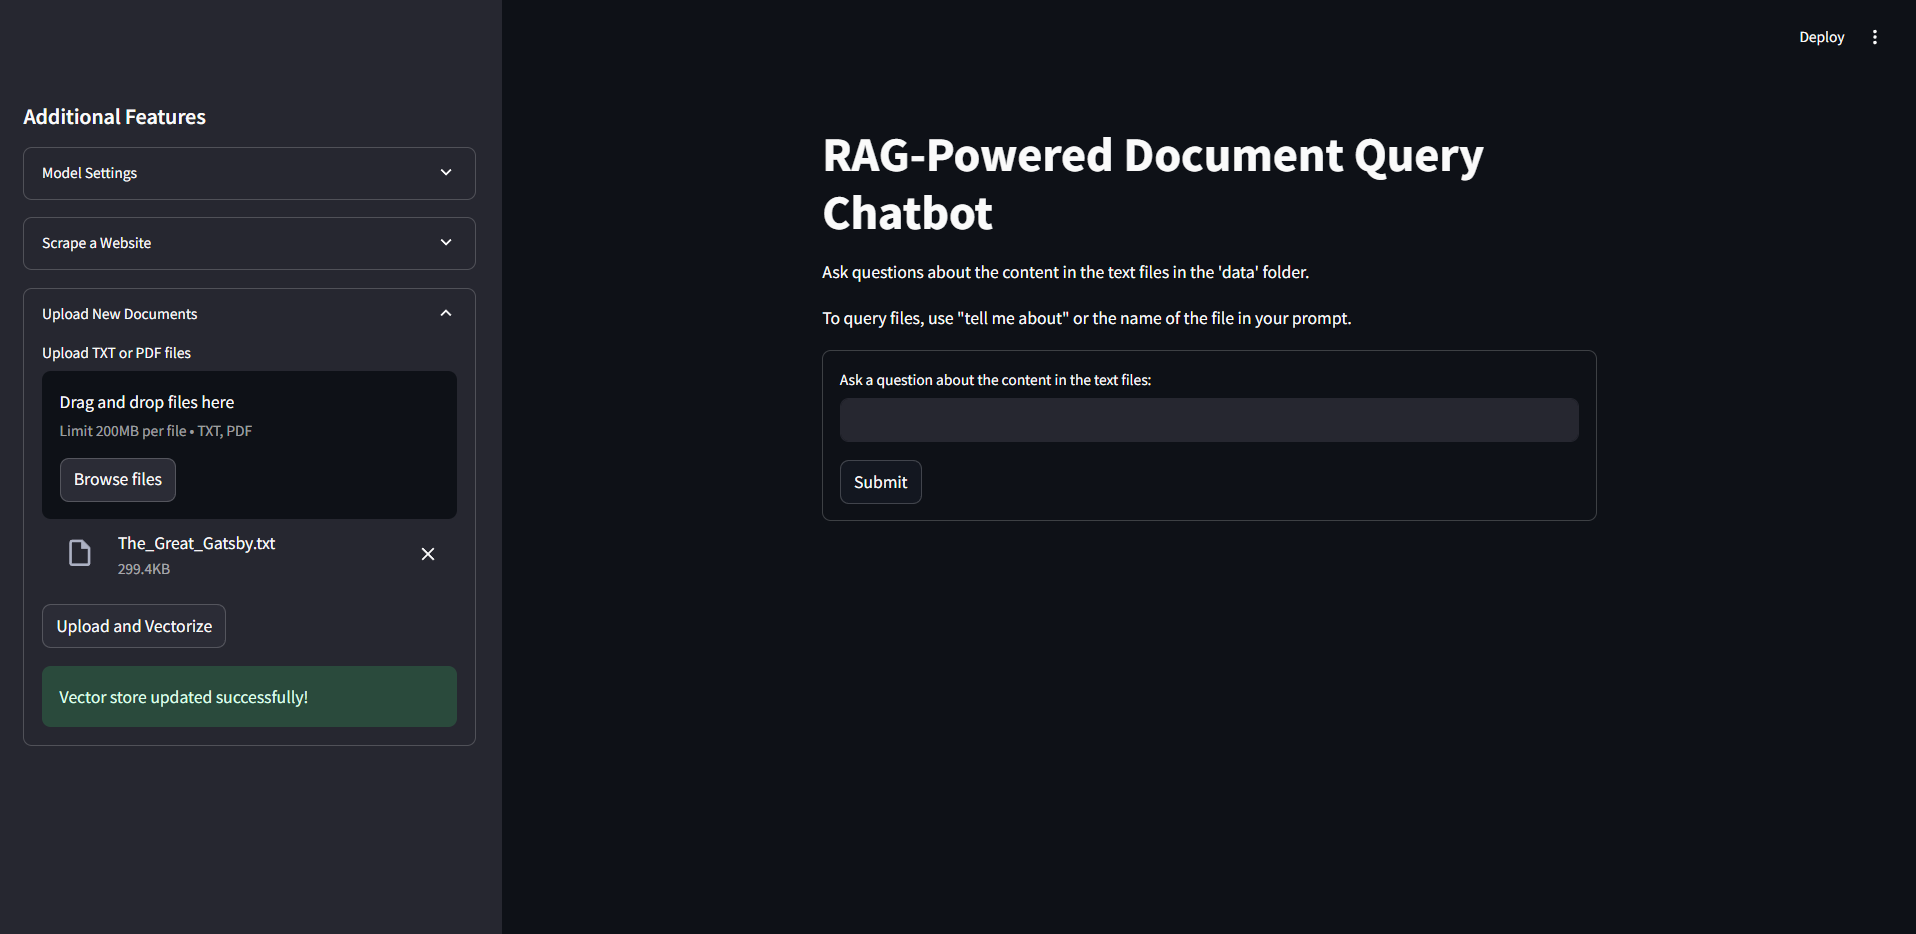 Deploy
Additional Features
Model Settings
Scrape a Website
Upload New Documents
Upload TXT or PDF files
Drag and drop files here
Limit 200MB per file • TXT, PDF
Browse files
The_Great_Gatsby.txt
299.4KB
Upload and Vectorize
Vector store updated successfully!
RAG-Powered Document Query
Chatbot
Ask questions about the content in the text files in the 'data' folder.
To query files, use "tell me about" or the name of the file in your prompt.
Ask a question about the content in the text files:
Submit